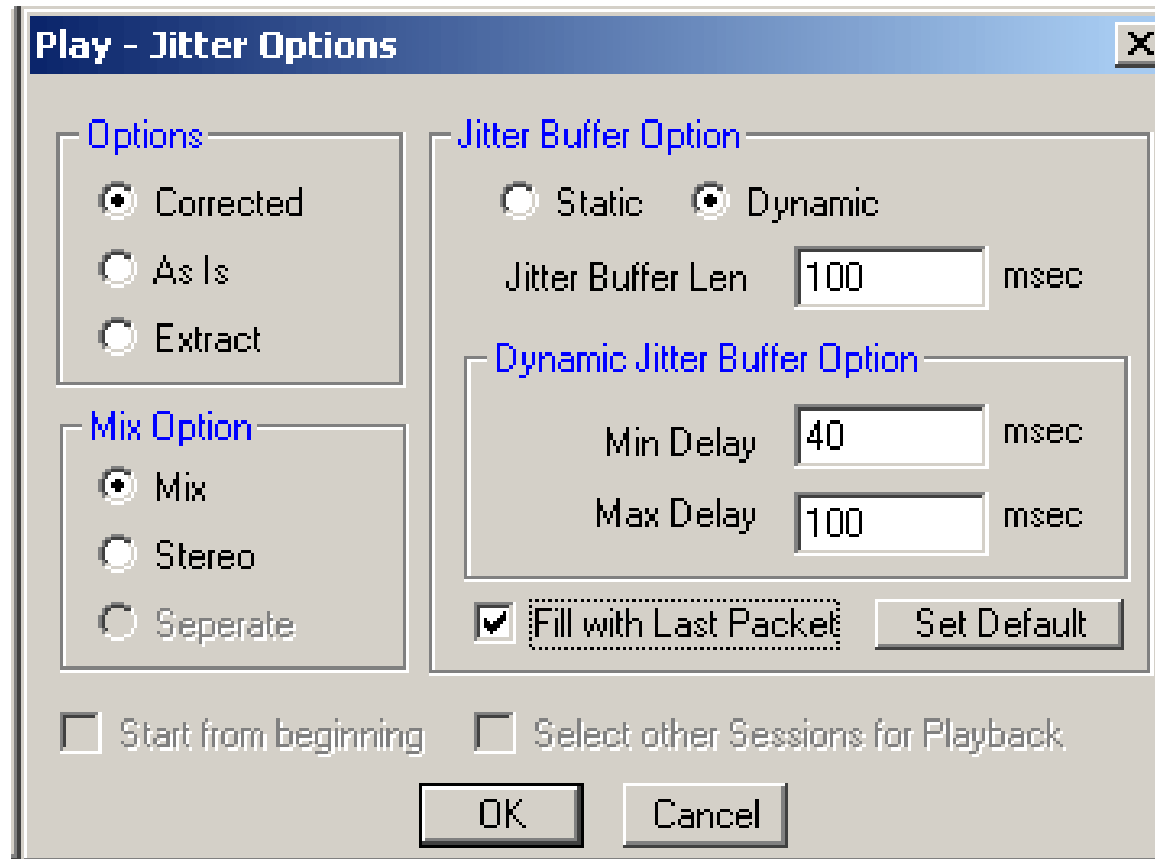 Play - Jitter Options
Options
Corrected
As Is
Extract
Mix Option
Mix
Stereo
Seperate
Jitter Buffer Option
Static Dynamic
Jitter Buffer Len 100 msec
Dynamic Jitter Buffer Option
Min Delay 40 msec
Max Delay 100 msec
Fill with Last Packet Set Default
Start from beginning Select other Sessions for Playback
OK Cancel